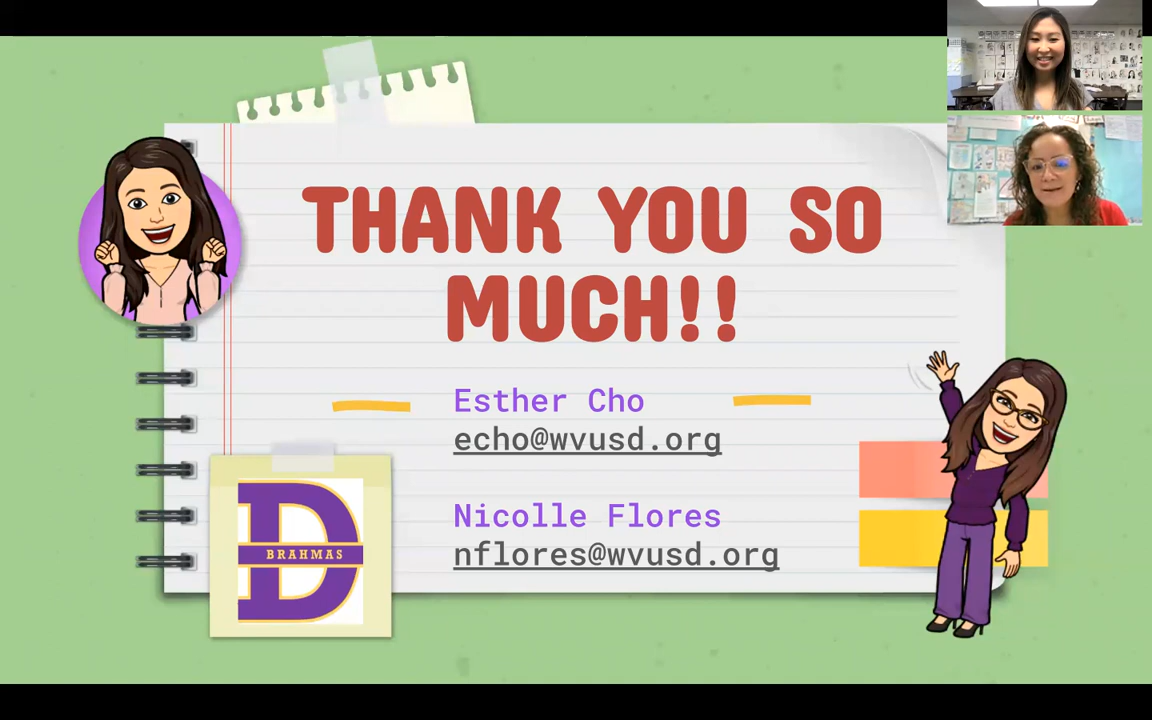 THANK YOU SO
MUCH!!
Esther Cho
echo@wvusd.org
Nicolle Flores
nflores@wvusd.org
BRAHMAS